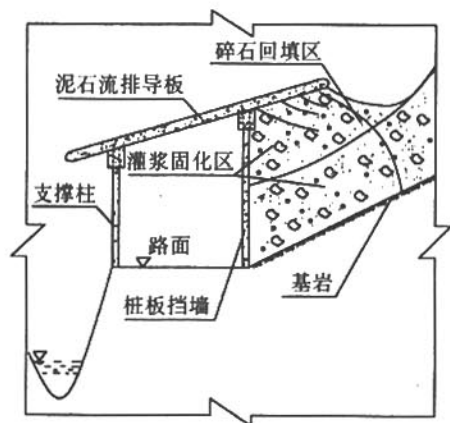 碎石回填区
泥石流排导板
灌浆固化区
支撑柱
路面
桩板挡墙
基岩